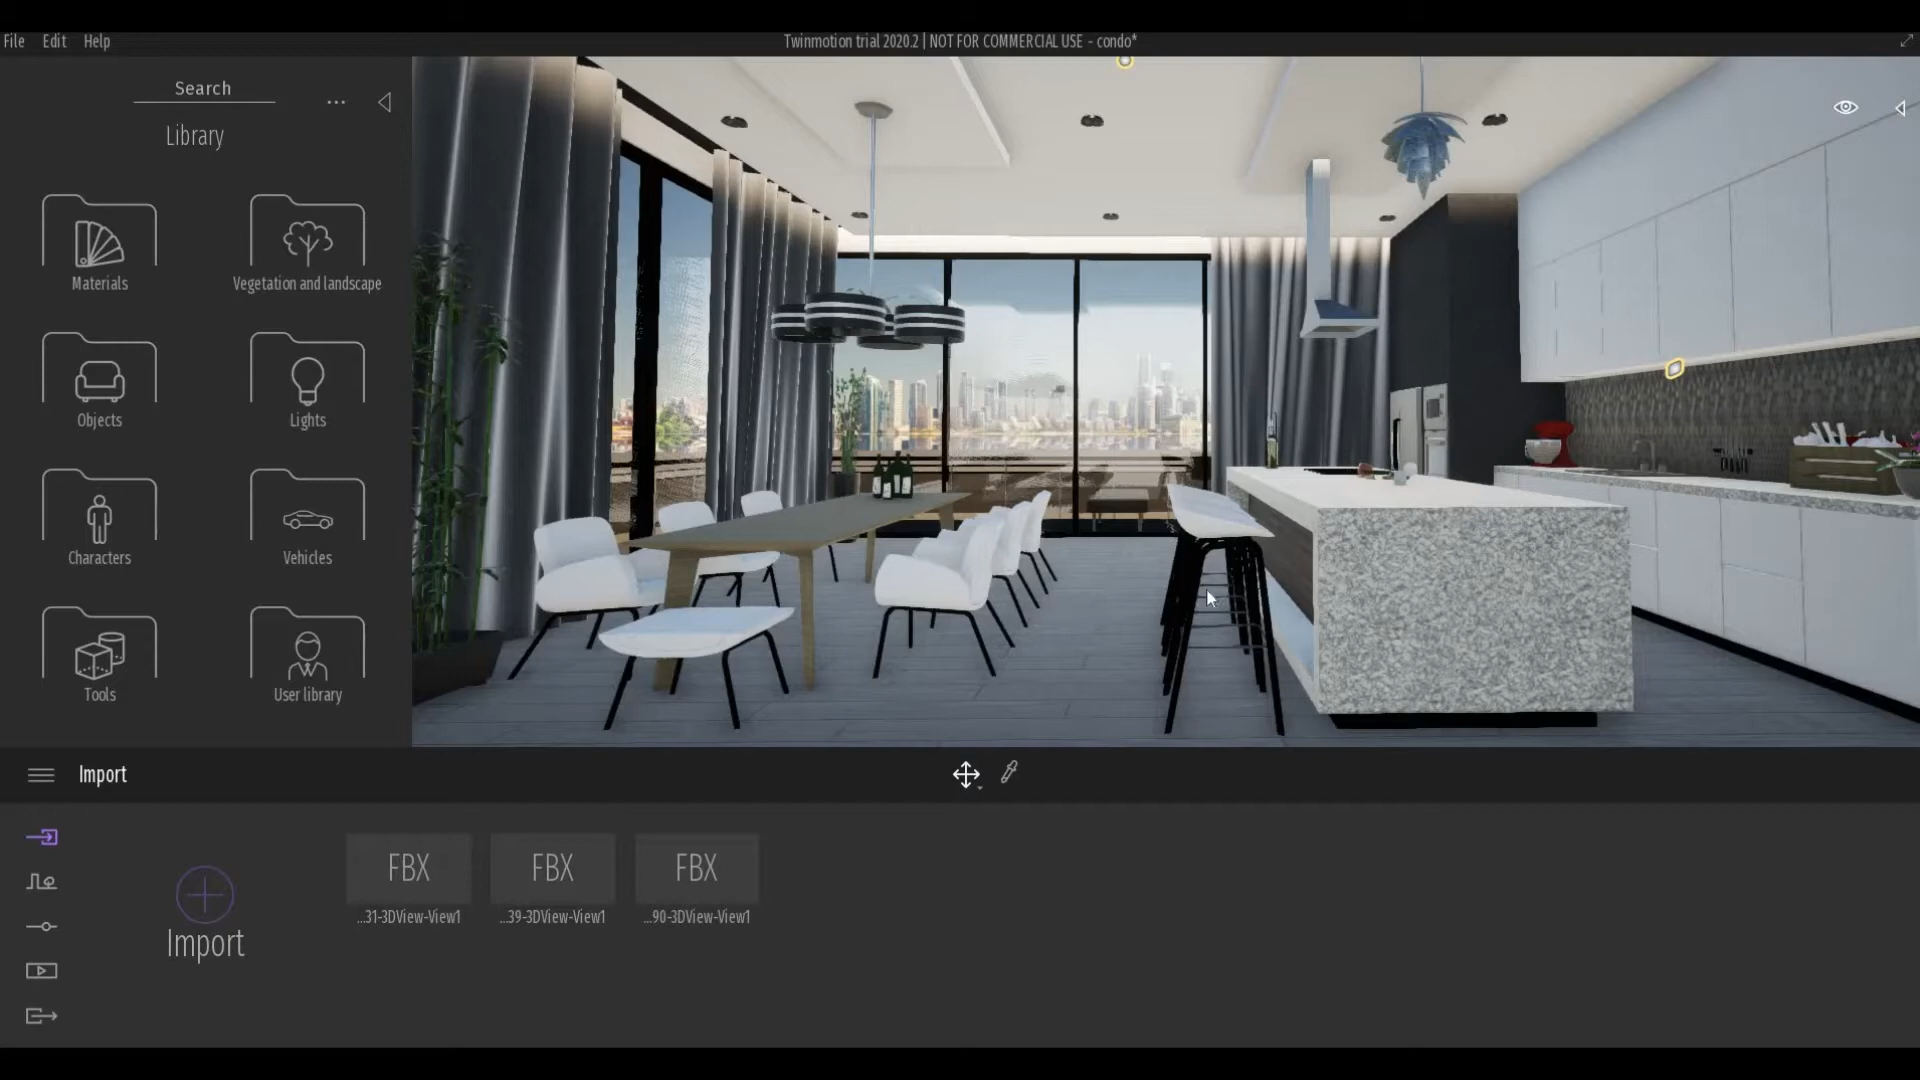 File Edit Help
Twinmotion trial 2020.2 | NOT FOR COMMERCIAL USE - condo*
Search
...
Library
Materials
Vegetation and landscape
Objects
Lights
Characters
Vehicles
Tools
User library
Import
FBX
FBX
FBX
...31-3DView-View1
...39-3DView-View1
...90-3DView-View1
Import